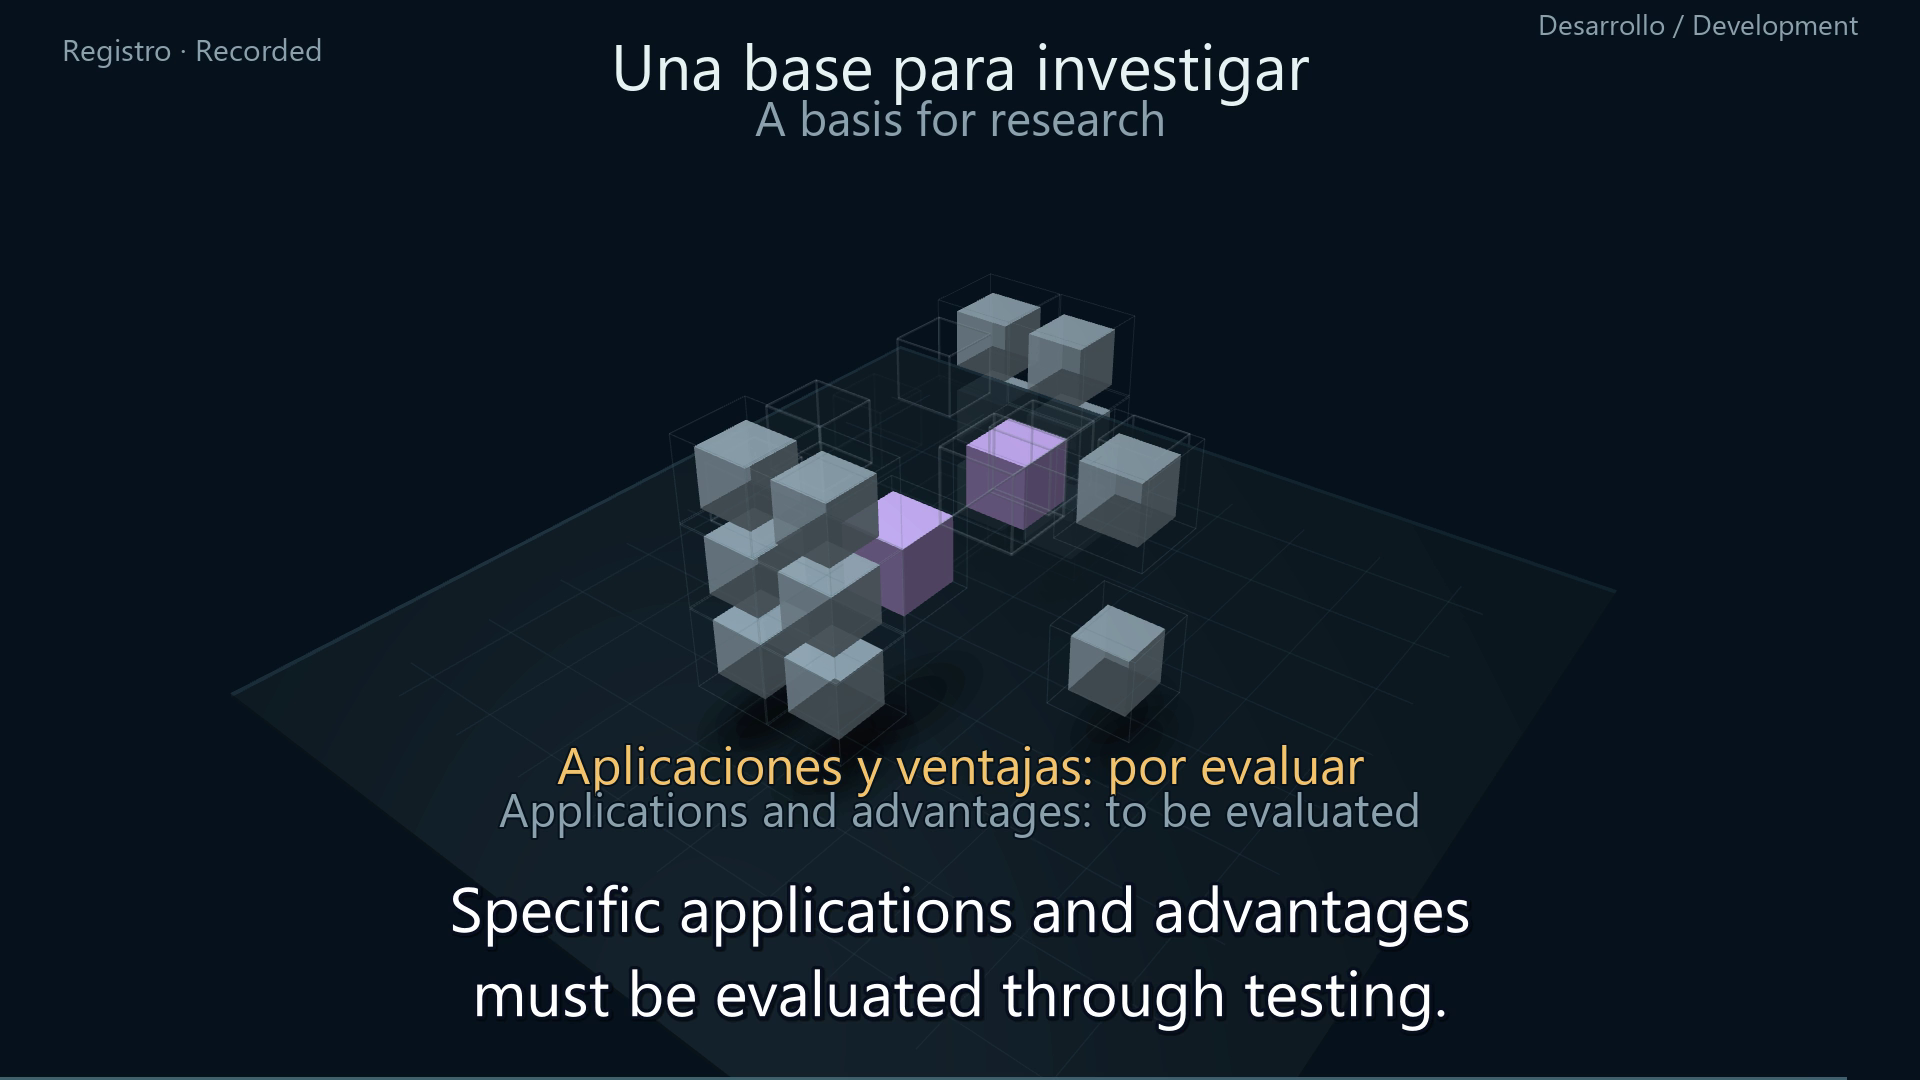 Registro · Recorded
Desarrollo / Development
Una base para investigar
A basis for research
Aplicaciones y ventajas: por evaluar
Applications and advantages: to be evaluated
Specific applications and advantages
must be evaluated through testing.